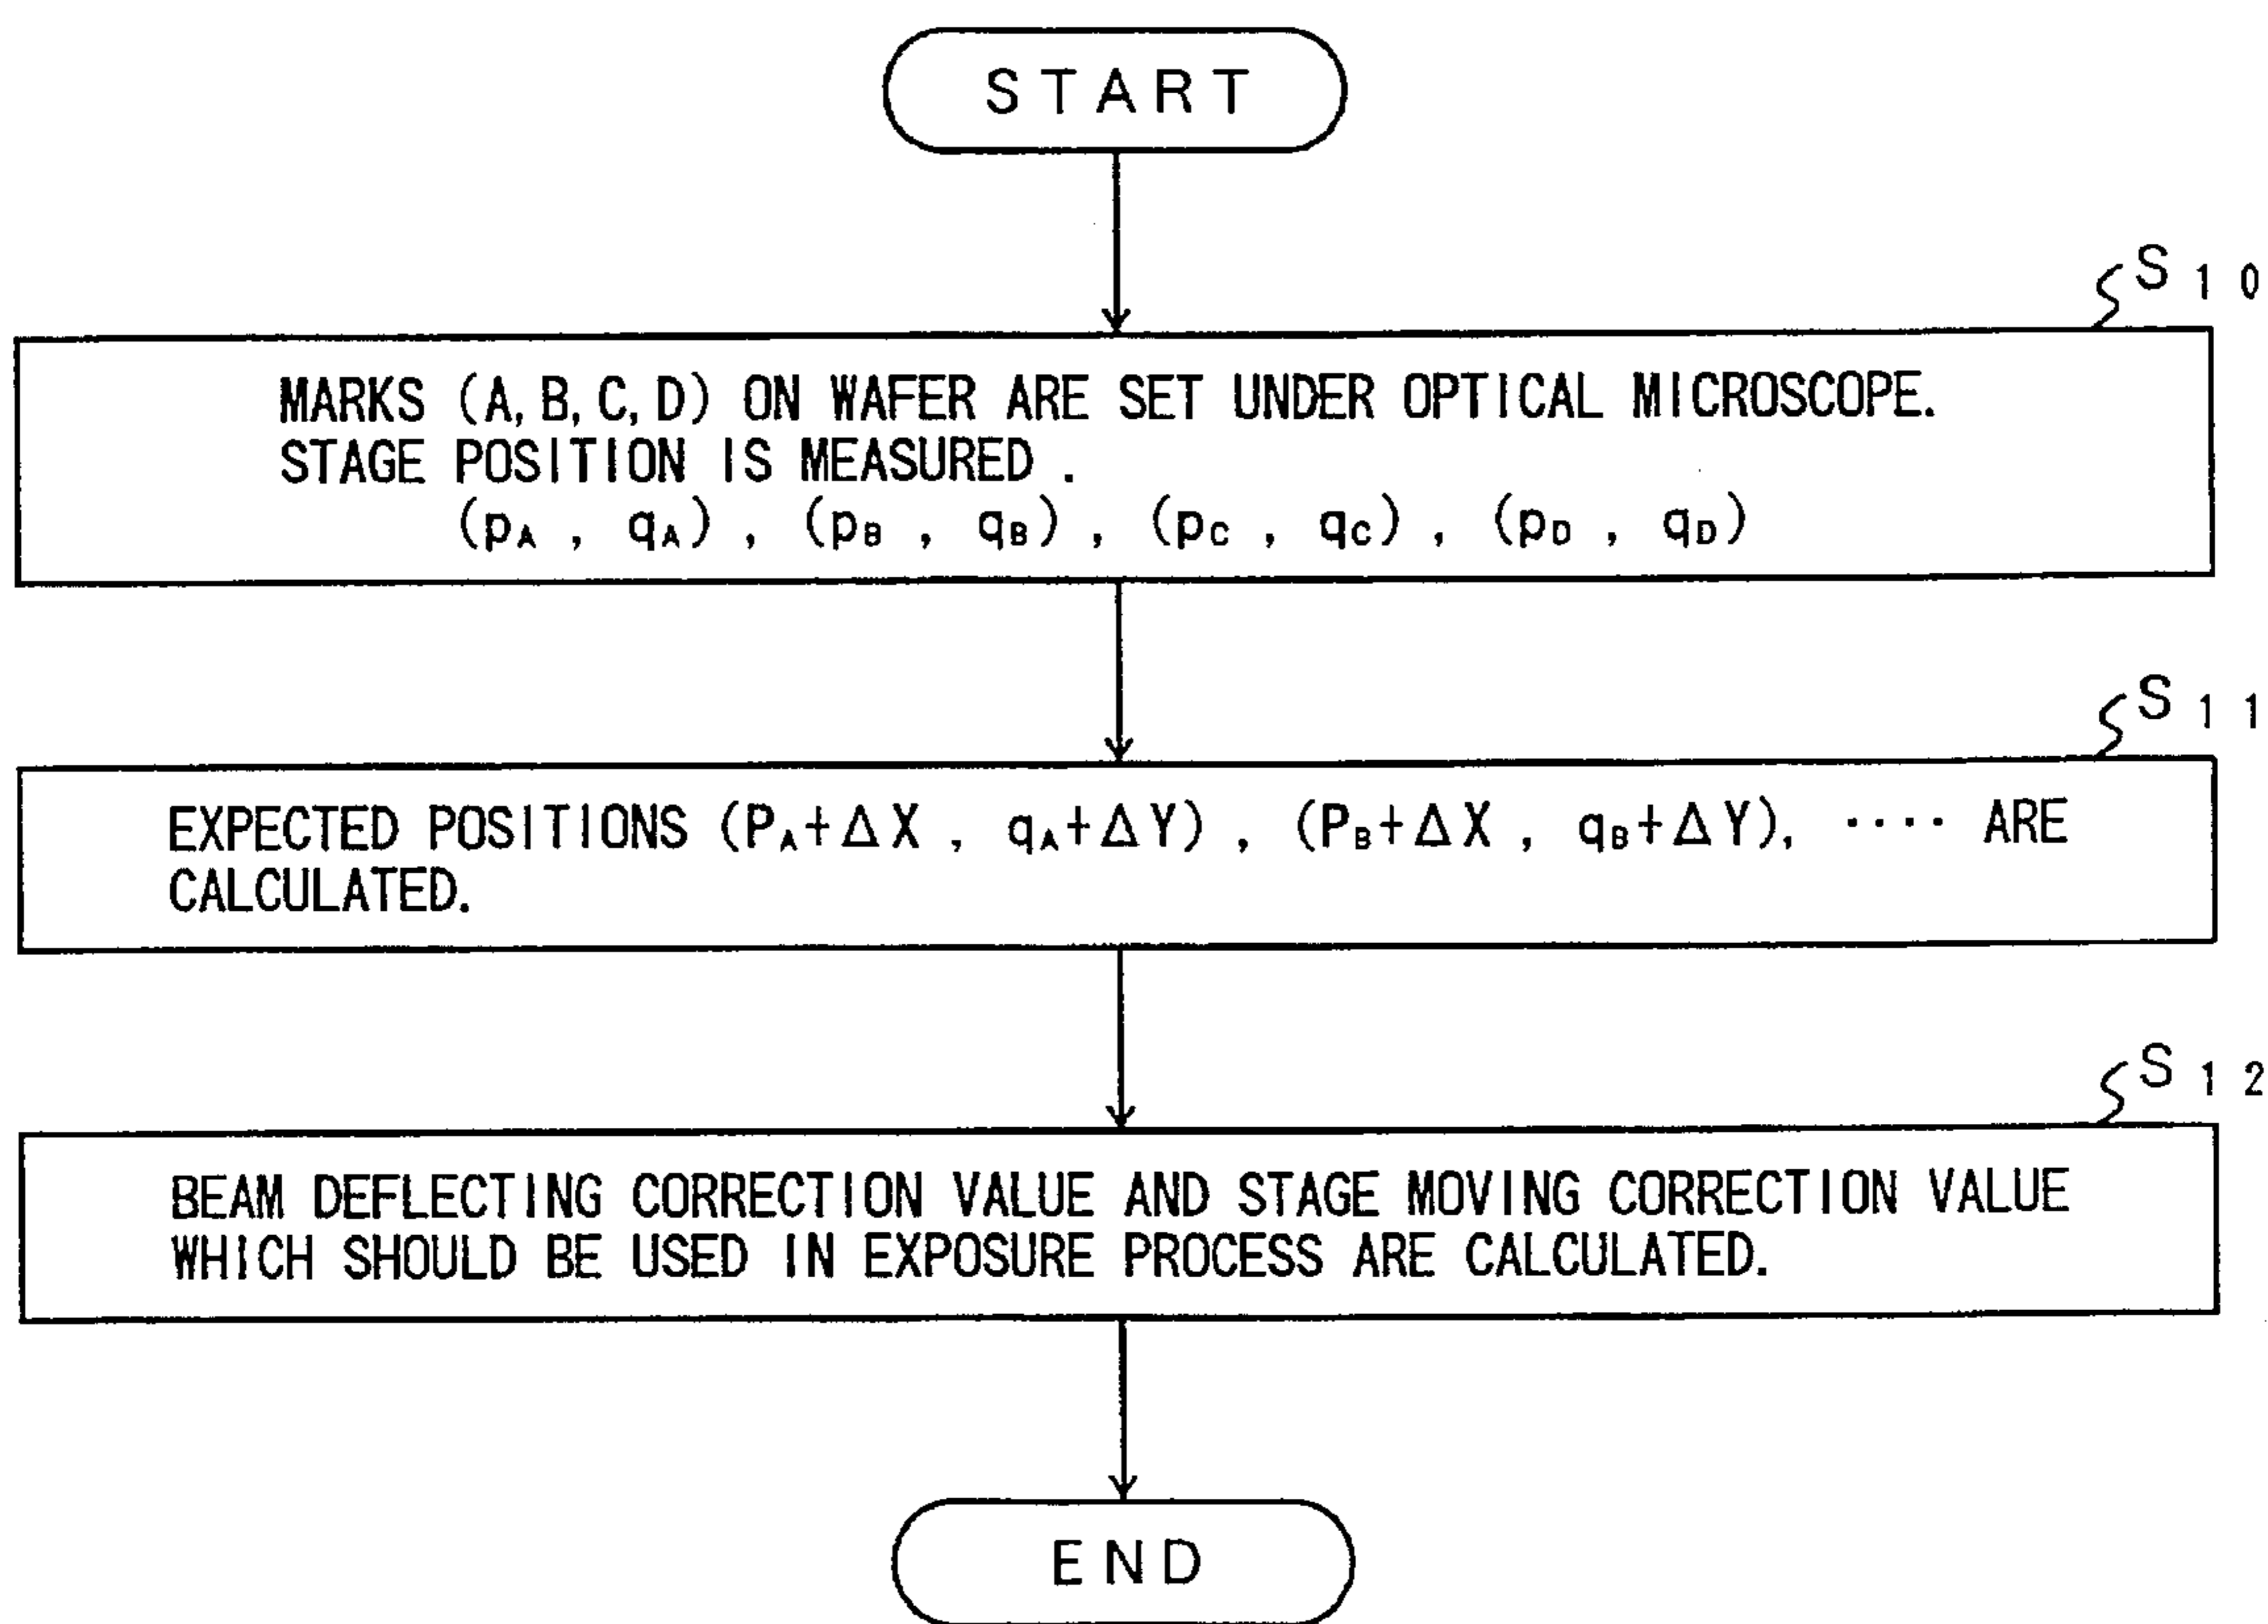 START
S10
MARKS (A,B,C,D) ON WAFER ARE SET UNDER OPTICAL MICROSCOPE.
STAGE POSITION IS MEASURED.
(pA , qA) , (pB , qB) , (pC , qC) , (pD , qD)
S11
EXPECTED POSITIONS (PA+ΔX , qA+ΔY) , (PB+ΔX , qB+ΔY), ···· ARE
CALCULATED.
S12
BEAM DEFLECTING CORRECTION VALUE AND STAGE MOVING CORRECTION VALUE
WHICH SHOULD BE USED IN EXPOSURE PROCESS ARE CALCULATED.
END